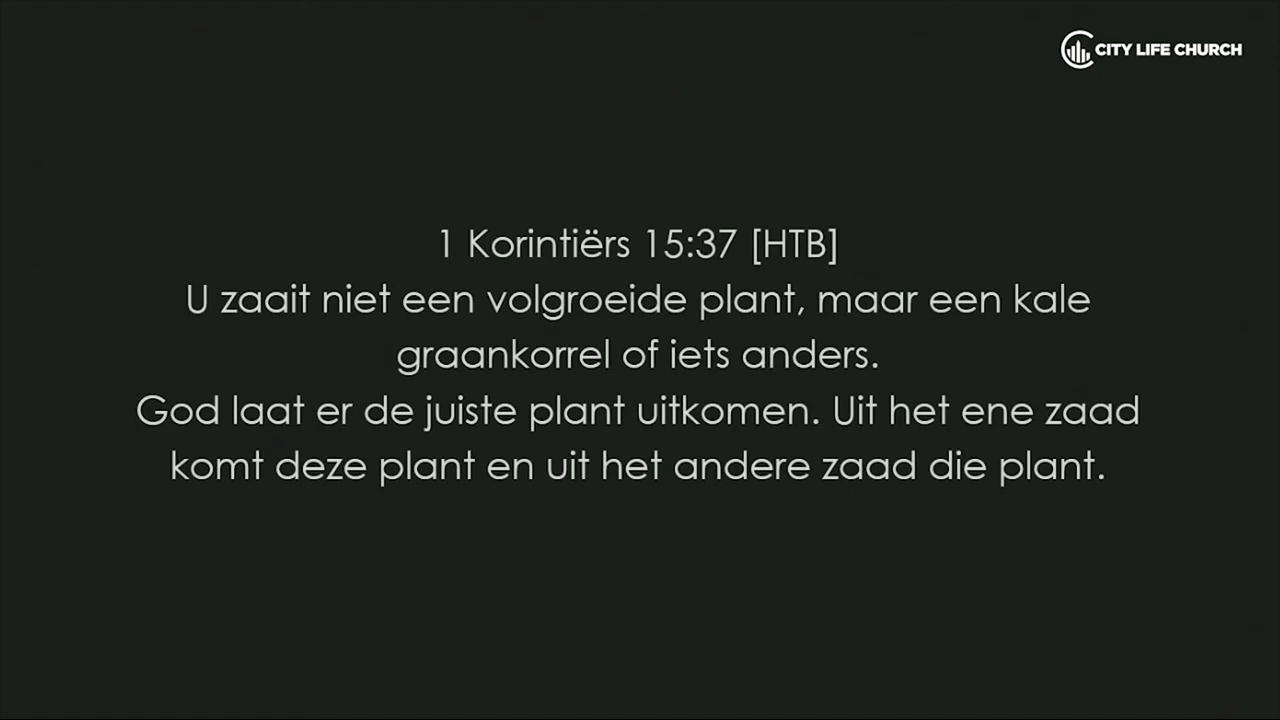 CITY LIFE CHURCH
1 Korintiërs 15:37 [HTB]
U zaait niet een volgroeide plant, maar een kale
graankorrel of iets anders.
God laat er de juiste plant uitkomen. Uit het ene zaad
komt deze plant en uit het andere zaad die plant.